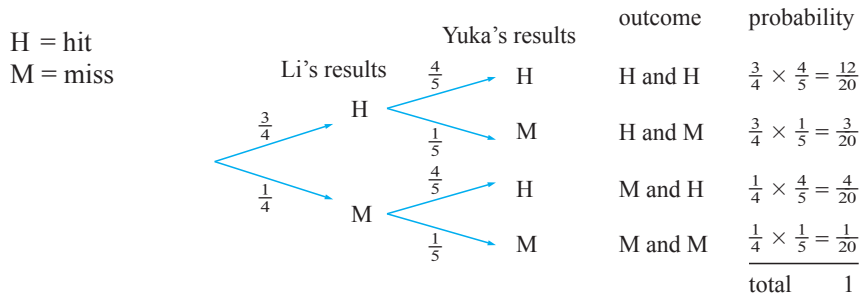 outcome probability
H = hit
M = miss
Yuka's results
Li's results
3/4
1/4
H
M
4/5
1/5
4/5
1/5
H H and H 3/4 × 4/5 = 12/20
M H and M 3/4 × 1/5 = 3/20
H M and H 1/4 × 4/5 = 4/20
M M and M 1/4 × 1/5 = 1/20
total 1